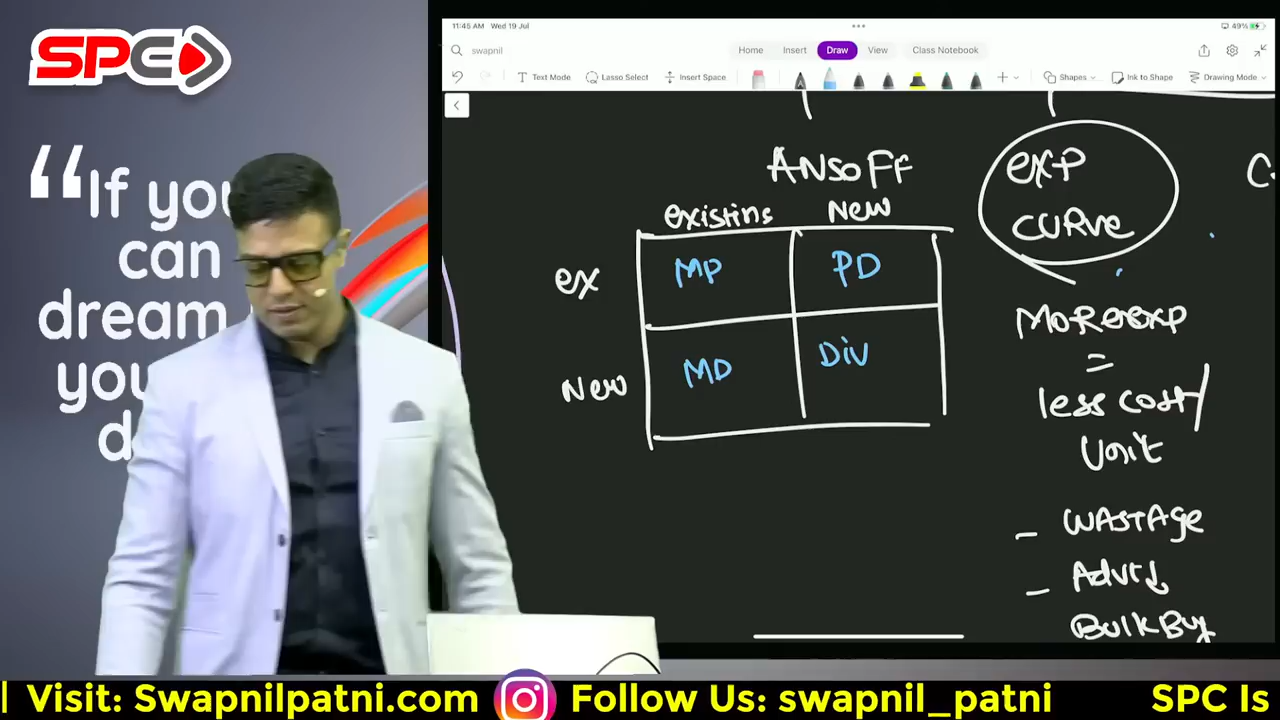 SPC
“If you
can
dream
you
d
11:45 AM Wed 19 Jul
49%
swapnil
Home Insert Draw View Class Notebook
Text Mode Lasso Select Insert Space Shapes Ink to Shape Drawing Mode
ANSOFF
existing New
ex MP PD
New MD Div
exp
CURVe
C
MoRe exp
=
less cost/
Unit
- WASTAge
- Advt↓
BulkBuy
Visit: Swapnilpatni.com Follow Us: swapnil_patni SPC Is